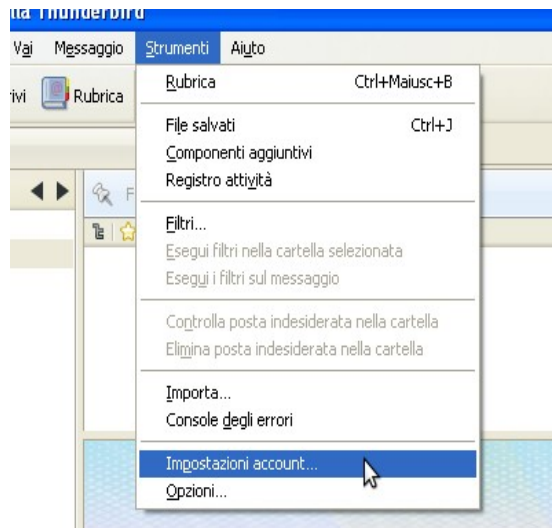 Thunderbird
Vai Messaggio Strumenti Aiuto
Rubrica
Rubrica Ctrl+Maiusc+B
File salvati Ctrl+J
Componenti aggiuntivi
Registro attività
Filtri...
Esegui filtri nella cartella selezionata
Esegui i filtri sul messaggio
Controlla posta indesiderata nella cartella
Elimina posta indesiderata nella cartella
Importa...
Console degli errori
Impostazioni account...
Opzioni...